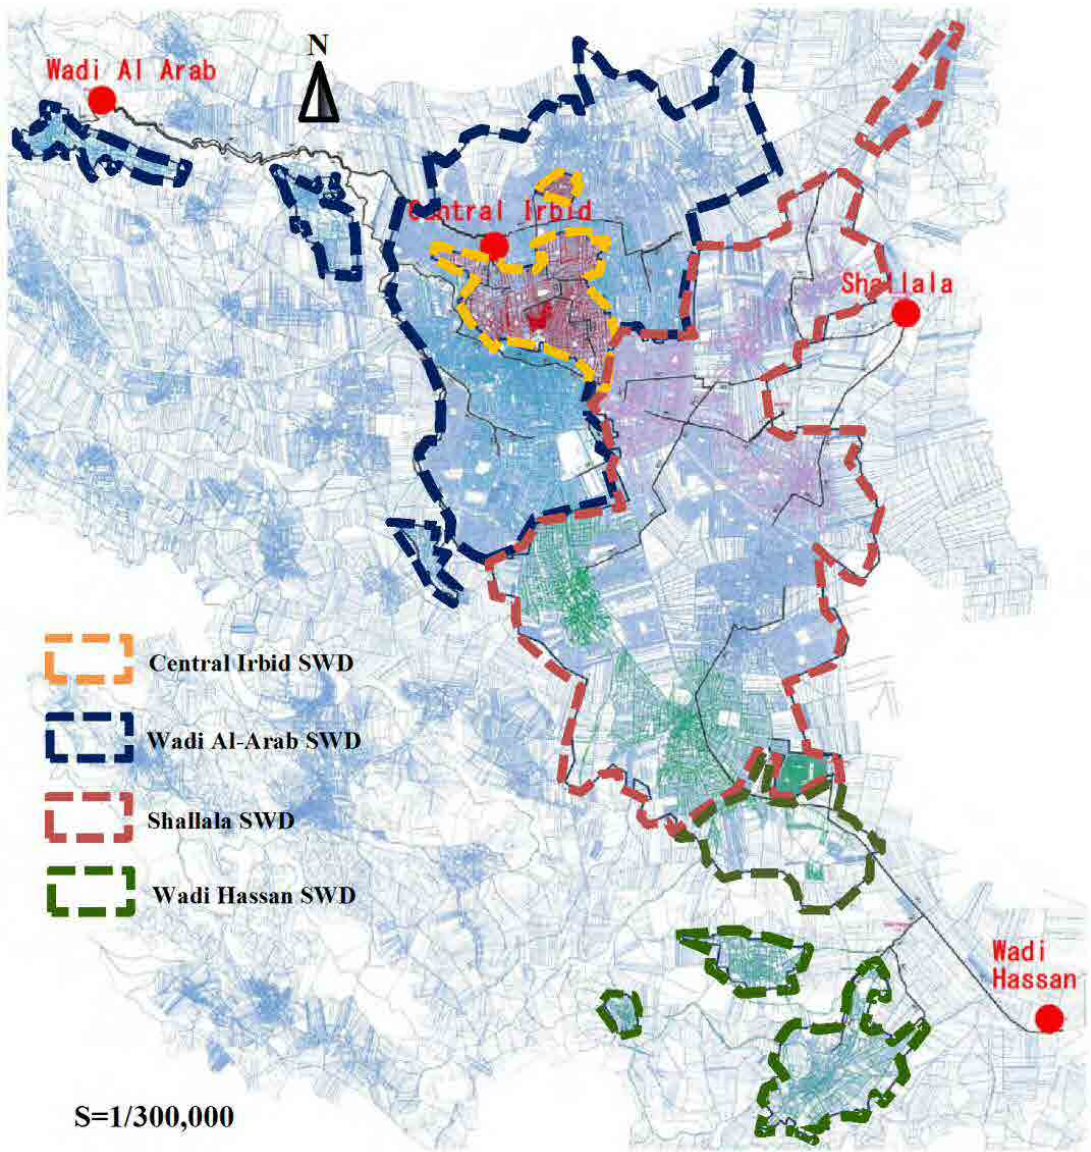 N
Wadi Al Arab
Central Irbid
Shallala
Central Irbid SWD
Wadi Al-Arab SWD
Shallala SWD
Wadi Hassan SWD
Wadi
Hassan
S=1/300,000